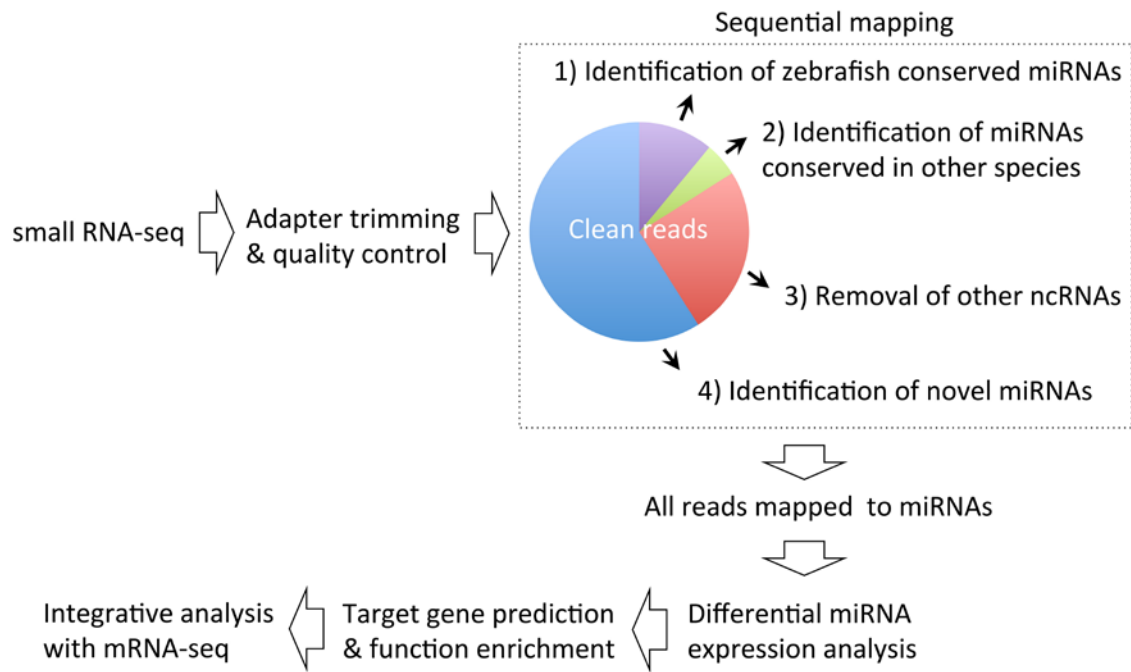 Sequential mapping
1) Identification of zebrafish conserved miRNAs
2) Identification of miRNAs
conserved in other species
Clean reads
small RNA-seq
Adapter trimming
& quality control
3) Removal of other ncRNAs
4) Identification of novel miRNAs
All reads mapped  to miRNAs
Differential miRNA
expression analysis
Target gene prediction
& function enrichment
Integrative analysis
with mRNA-seq